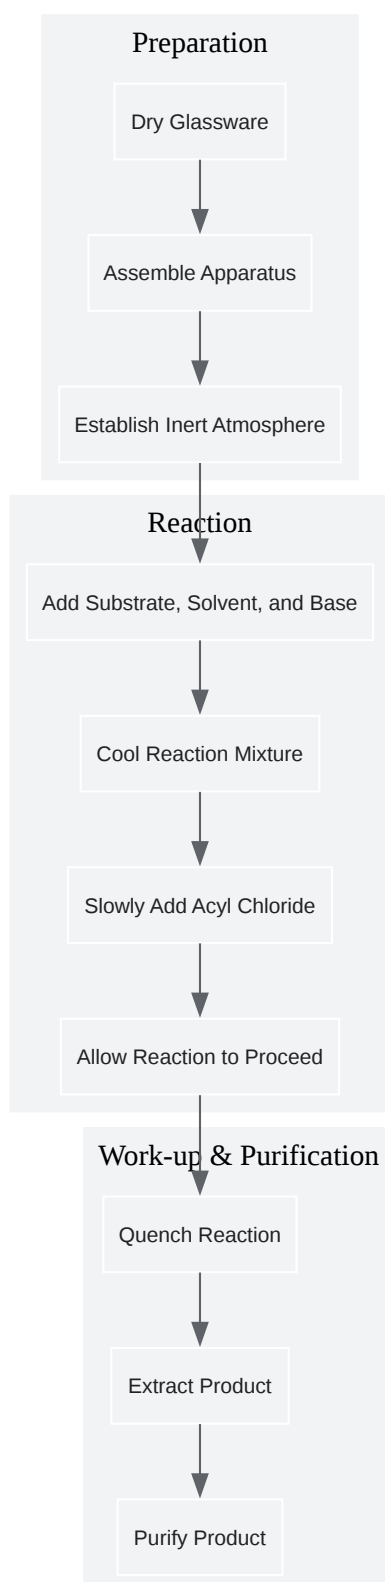 Preparation
Dry Glassware
Assemble Apparatus
Establish Inert Atmosphere
Reaction
Add Substrate, Solvent, and Base
Cool Reaction Mixture
Slowly Add Acyl Chloride
Allow Reaction to Proceed
Work-up & Purification
Quench Reaction
Extract Product
Purify Product